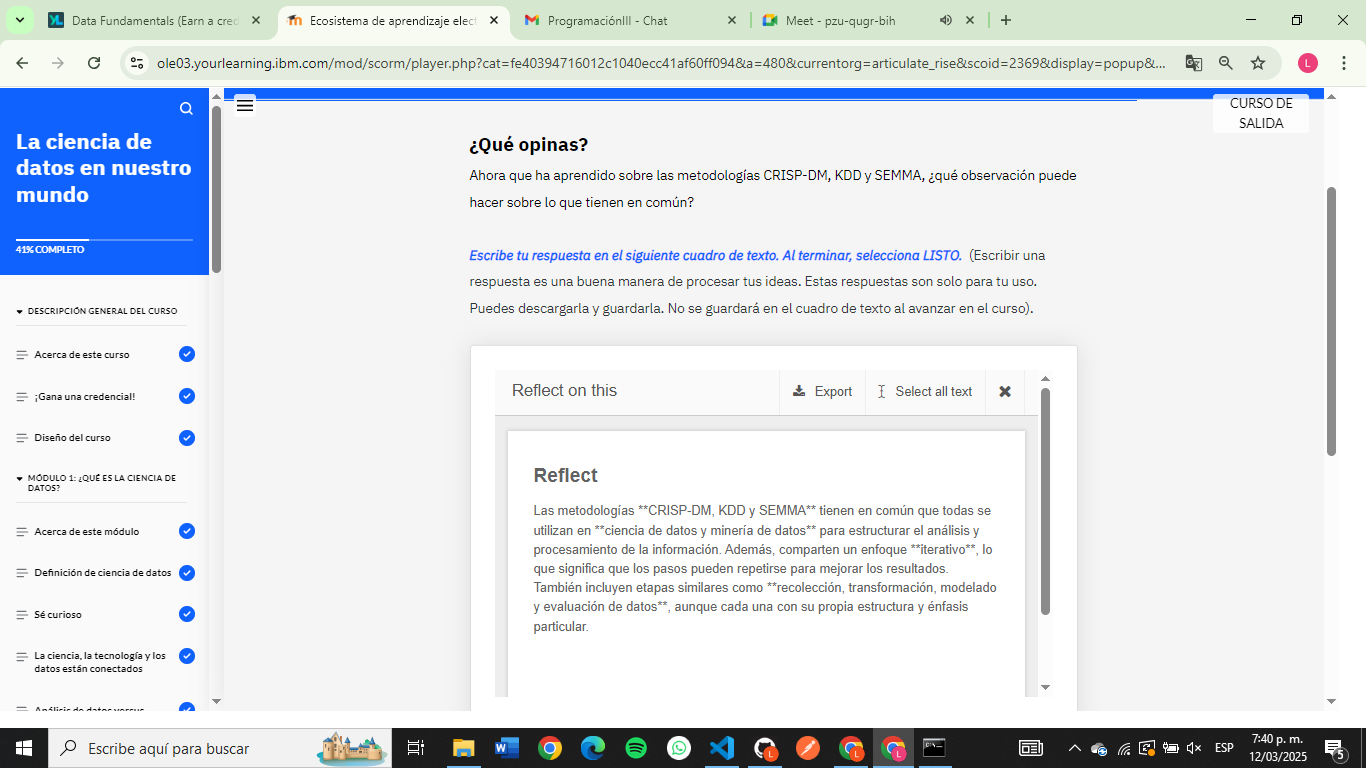 Data Fundamentals (Earn a cred
Ecosistema de aprendizaje elect
ProgramaciónIII - Chat
Meet - pzu-qugr-bih
ole03.yourlearning.ibm.com/mod/scorm/player.php?cat=fe40394716012c1040ecc41af60ff094&a=480&currentorg=articulate_rise&scoid=2369&display=popup&...
L
La ciencia de
datos en nuestro
mundo
41% COMPLETO
DESCRIPCIÓN GENERAL DEL CURSO
Acerca de este curso
¡Gana una credencial!
Diseño del curso
MÓDULO 1: ¿QUÉ ES LA CIENCIA DE
DATOS?
Acerca de este módulo
Definición de ciencia de datos
Sé curioso
La ciencia, la tecnología y los
datos están conectados
Análisis de datos versus
CURSO DE
SALIDA
¿Qué opinas?
Ahora que ha aprendido sobre las metodologías CRISP-DM, KDD y SEMMA, ¿qué observación puede
hacer sobre lo que tienen en común?
Escribe tu respuesta en el siguiente cuadro de texto. Al terminar, selecciona LISTO. (Escribir una
respuesta es una buena manera de procesar tus ideas. Estas respuestas son solo para tu uso.
Puedes descargarla y guardarla. No se guardará en el cuadro de texto al avanzar en el curso).
Reflect on this
Export
Select all text
Reflect
Las metodologías **CRISP-DM, KDD y SEMMA** tienen en común que todas se
utilizan en **ciencia de datos y minería de datos** para estructurar el análisis y
procesamiento de la información. Además, comparten un enfoque **iterativo**, lo
que significa que los pasos pueden repetirse para mejorar los resultados.
También incluyen etapas similares como **recolección, transformación, modelado
y evaluación de datos**, aunque cada una con su propia estructura y énfasis
particular.
Escribe aquí para buscar
ESP
7:40 p. m.
12/03/2025
5